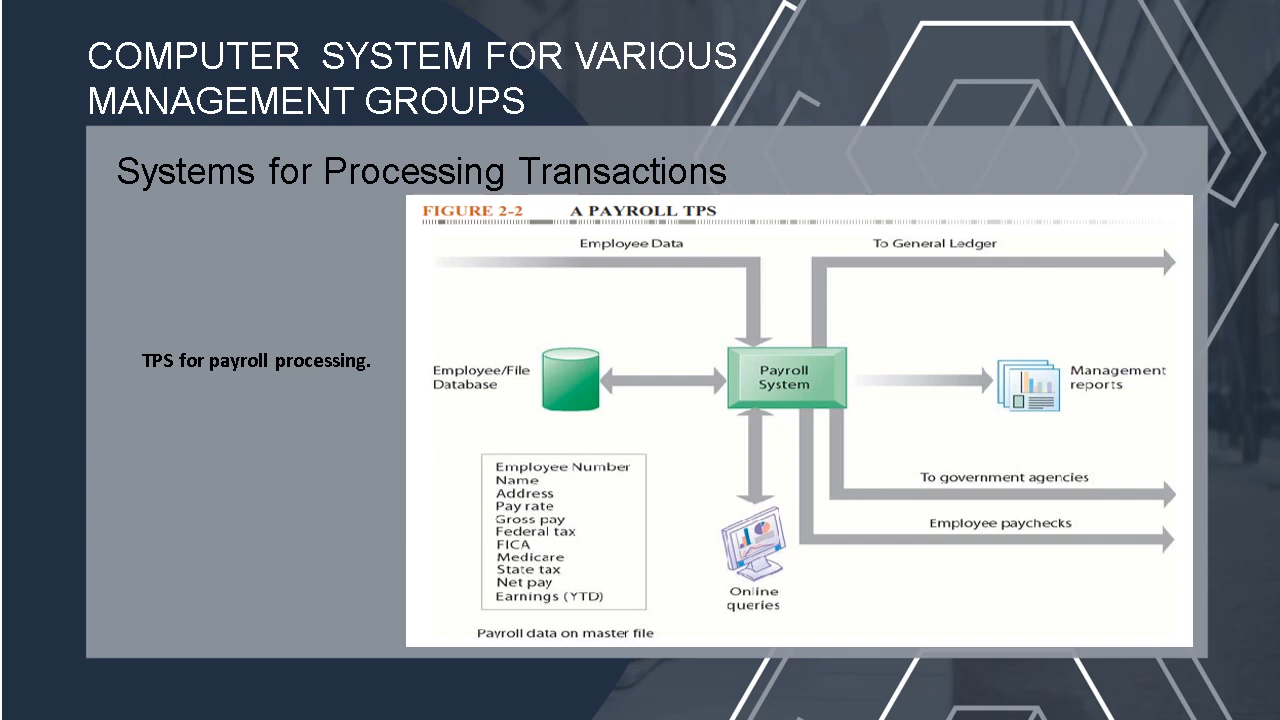 COMPUTER SYSTEM FOR VARIOUS
MANAGEMENT GROUPS
Systems for Processing Transactions
TPS for payroll processing.
FIGURE 2-2 A PAYROLL TPS
Employee Data
To General Ledger
Employee/File
Database
Payroll
System
Management
reports
Employee Number
Name
Address
Pay rate
Gross pay
Federal tax
FICA
Medicare
State tax
Net pay
Earnings (YTD)
Payroll data on master file
Online
queries
To government agencies
Employee paychecks